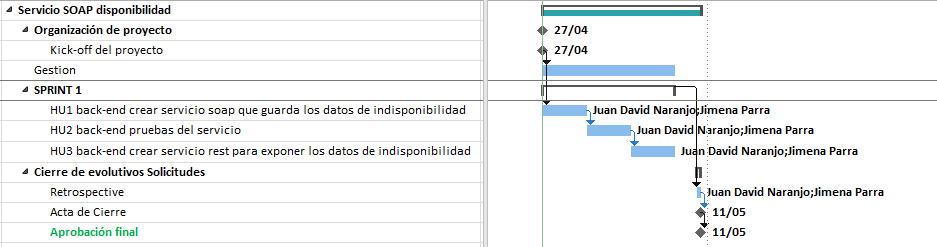 Servicio SOAP disponibilidad
Organización de proyecto 27/04
Kick-off del proyecto 27/04
Gestion
SPRINT 1
HU1 back-end crear servicio soap que guarda los datos de indisponibilidad Juan David Naranjo;Jimena Parra
HU2 back-end pruebas del servicio Juan David Naranjo;Jimena Parra
HU3 back-end crear servicio rest para exponer los datos de indisponibilidad Juan David Naranjo;Jimena Parra
Cierre de evolutivos Solicitudes
Retrospective Juan David Naranjo;Jimena Parra
Acta de Cierre 11/05
Aprobación final 11/05